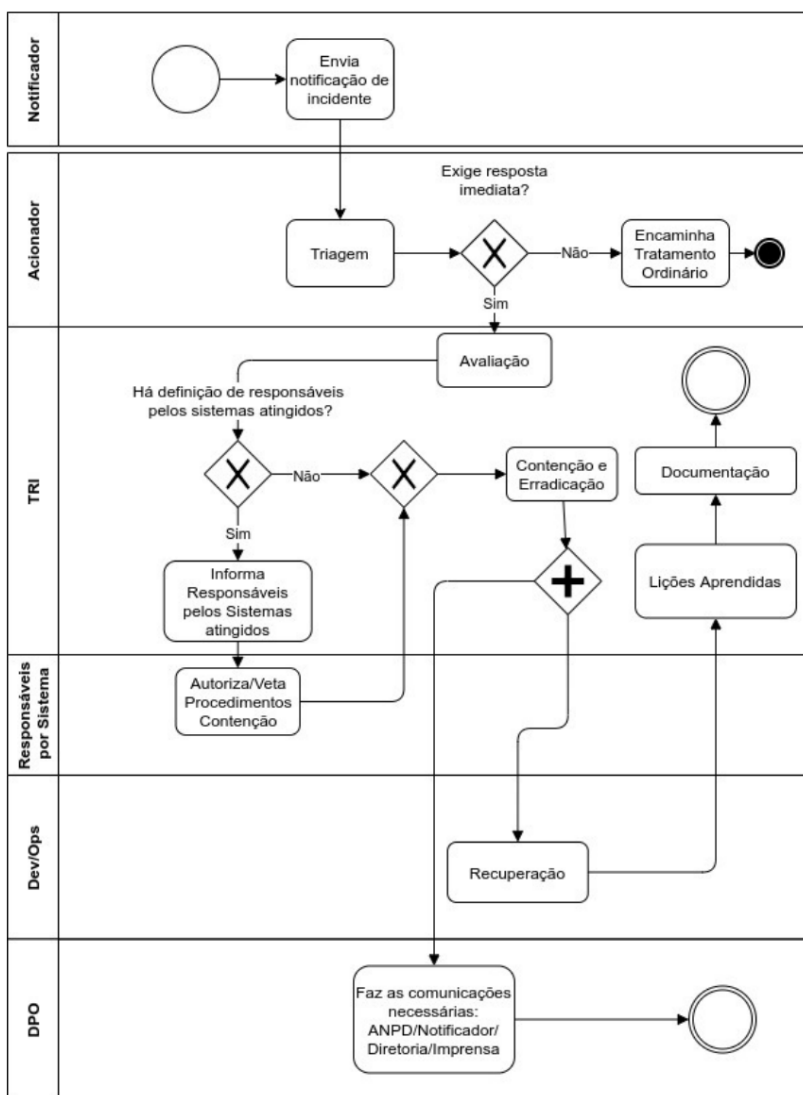 Notificador
Envia
notificação de
incidente
Acionador
Exige resposta
imediata?
Triagem
Não
Encaminha
Tratamento
Ordinário
Sim
TRI
Avaliação
Há definição de responsáveis
pelos sistemas atingidos?
Não
Contenção e
Erradicação
Documentação
Sim
Informa
Responsáveis
pelos Sistemas
atingidos
Lições Aprendidas
Responsáveis
por Sistema
Autoriza/Veta
Procedimentos
Contenção
Dev/Ops
Recuperação
DPO
Faz as comunicações
necessárias:
ANPD/Notificador/
Diretoria/Imprensa